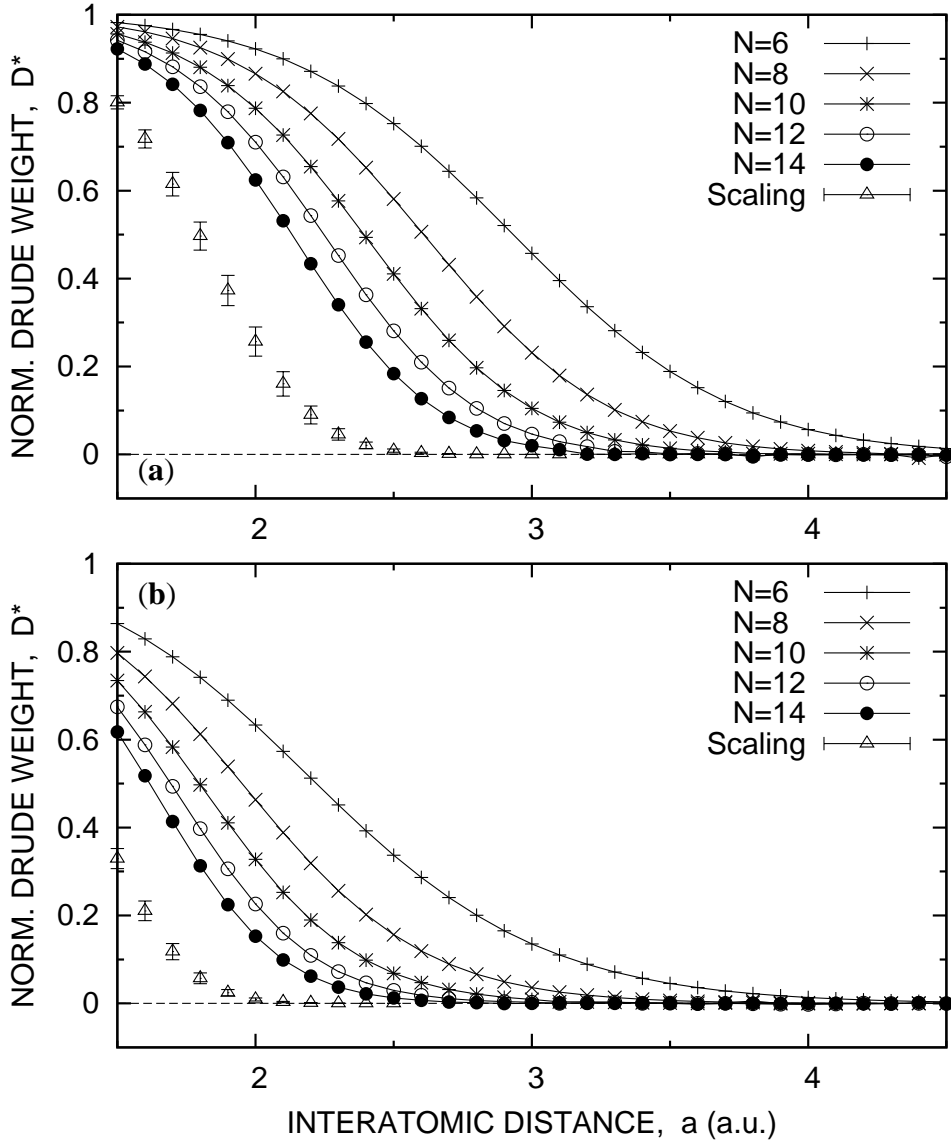 1
0.8
0.6
0.4
0.2
0
NORM. DRUDE WEIGHT, D*
N=6
N=8
N=10
N=12
N=14
Scaling
(a)
2 3 4
1
0.8
0.6
0.4
0.2
0
NORM. DRUDE WEIGHT, D*
(b)
N=6
N=8
N=10
N=12
N=14
Scaling
2 3 4
INTERATOMIC DISTANCE, a (a.u.)